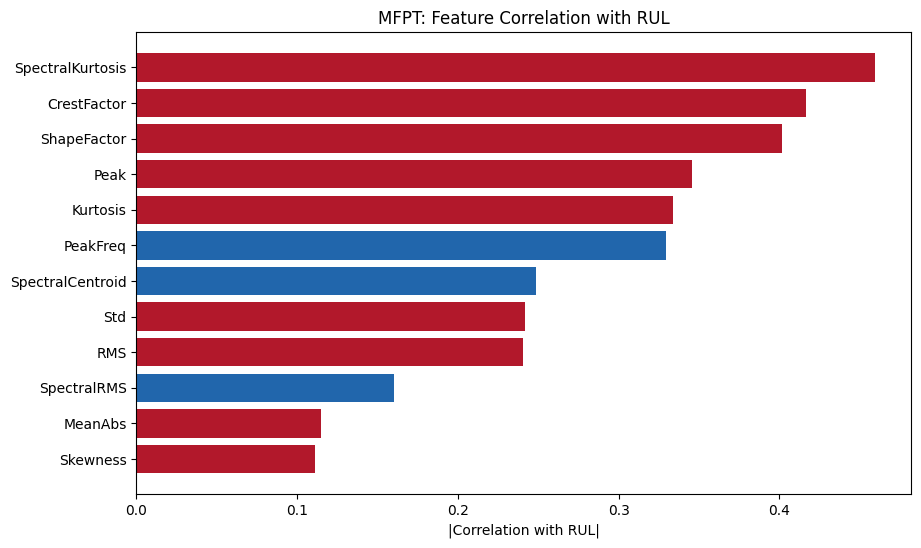 MFPT: Feature Correlation with RUL
SpectralKurtosis
CrestFactor
ShapeFactor
Peak
Kurtosis
PeakFreq
SpectralCentroid
Std
RMS
SpectralRMS
MeanAbs
Skewness
0.0 0.1 0.2 0.3 0.4
|Correlation with RUL|